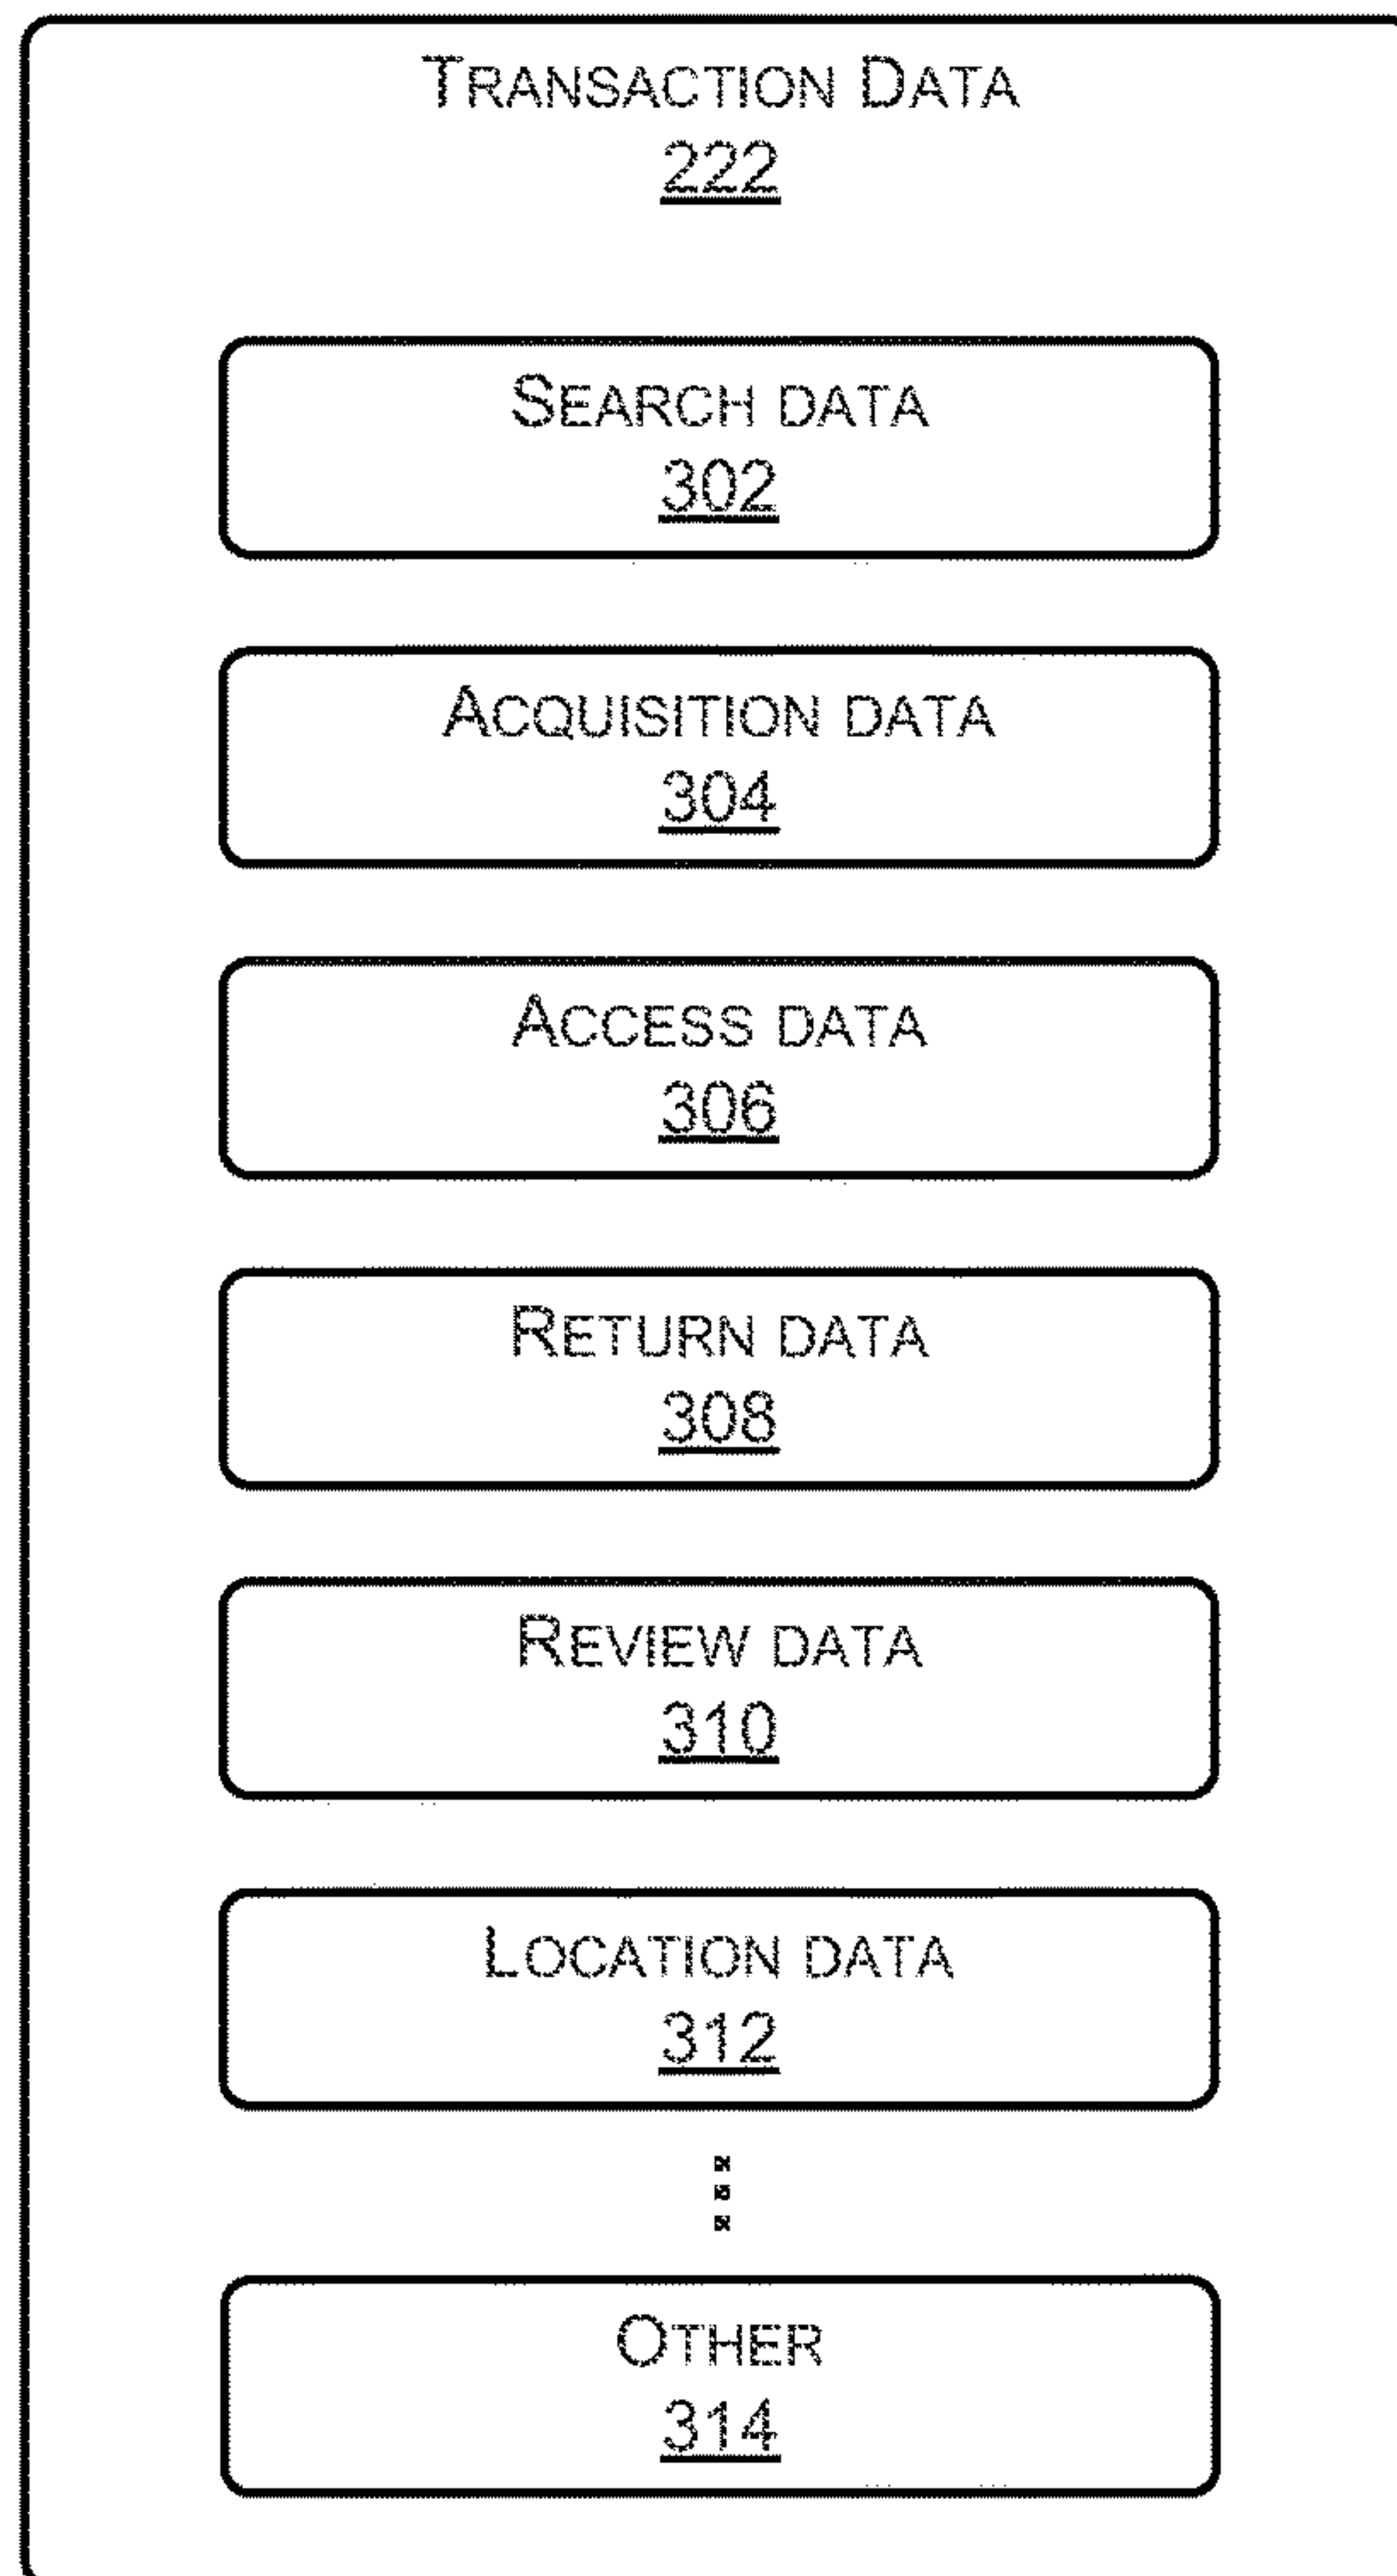 TRANSACTION DATA
222
SEARCH DATA
302
ACQUISITION DATA
304
ACCESS DATA
306
RETURN DATA
308
REVIEW DATA
310
LOCATION DATA
312
OTHER
314